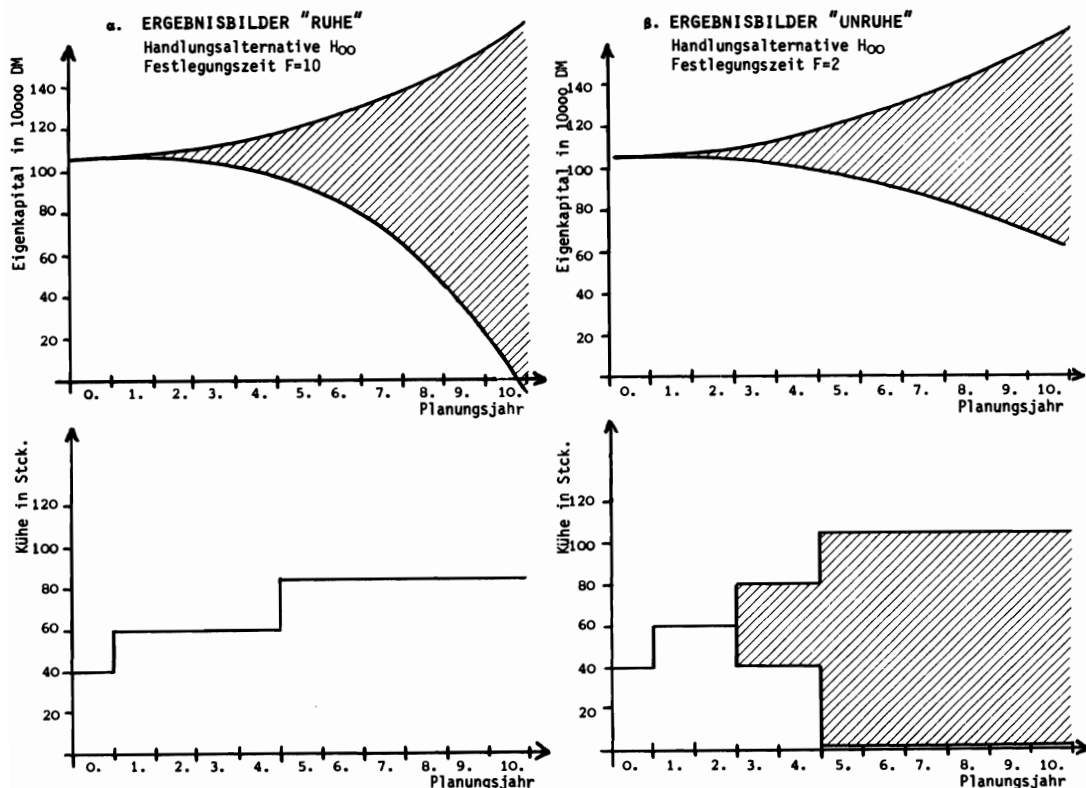 α. ERGEBNISBILDER "RUHE"
Handlungsalternative H₀₀
Festlegungszeit F=10
Eigenkapital in 10ooo DM
140
120
100
80
60
40
20
0. 1. 2. 3. 4. 5. 6. 7. 8. 9. 10.
Planungsjahr
β. ERGEBNISBILDER "UNRUHE"
Handlungsalternative H₀₀
Festlegungszeit F=2
Eigenkapital in 10ooo DM
140
120
100
80
60
40
20
0. 1. 2. 3. 4. 5. 6. 7. 8. 9. 10.
Planungsjahr
Kühe in Stck.
120
100
80
60
40
20
0. 1. 2. 3. 4. 5. 6. 7. 8. 9. 10.
Planungsjahr
Kühe in Stck.
120
100
80
60
40
20
0. 1. 2. 3. 4. 5. 6. 7. 8. 9. 10.
Planungsjahr